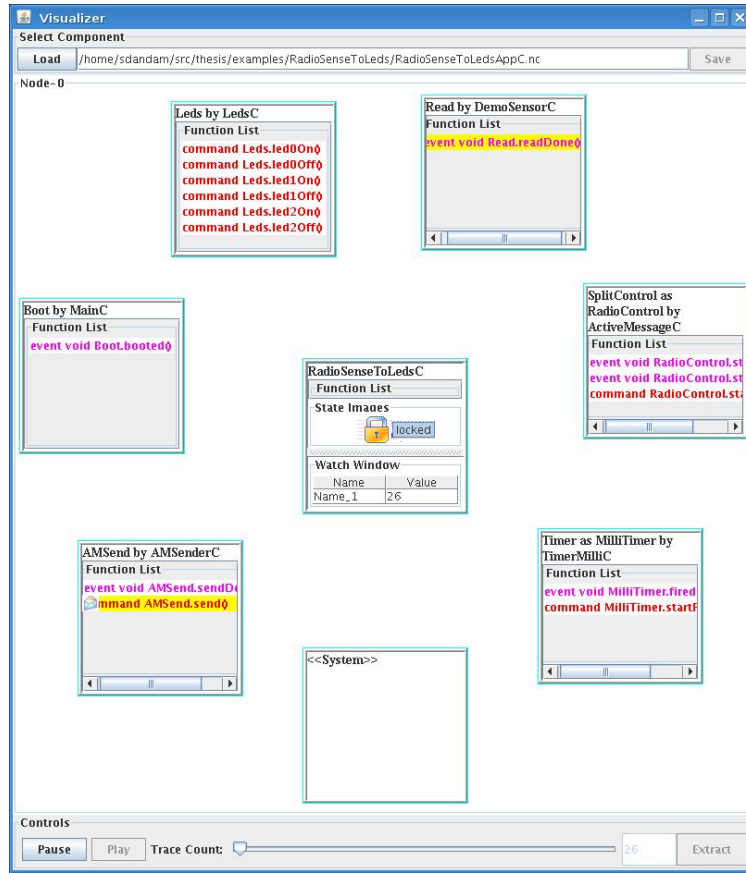 Visualizer
Select Component
Load /home/sdandam/src/thesis/examples/RadioSenseToLeds/RadioSenseToLedsAppC.nc Save
Node-0
Leds by LedsC
Function List
command Leds.led0On()
command Leds.led0Off()
command Leds.led1On()
command Leds.led1Off()
command Leds.led2On()
command Leds.led2Off()
Read by DemoSensorC
Function List
event void Read.readDone()
Boot by MainC
Function List
event void Boot.booted()
SplitControl as
RadioControl by
ActiveMessageC
Function List
event void RadioControl.st
event void RadioControl.st
command RadioControl.sta
RadioSenseToLedsC
Function List
State Images
locked
Watch Window
Name Value
Name_1 26
AMSend by AMSenderC
Function List
event void AMSend.sendDo
mmand AMSend.send()
Timer as MilliTimer by
TimerMilliC
Function List
event void MilliTimer.fired
command MilliTimer.startP
<<System>>
Controls
Pause Play Trace Count: 26 Extract